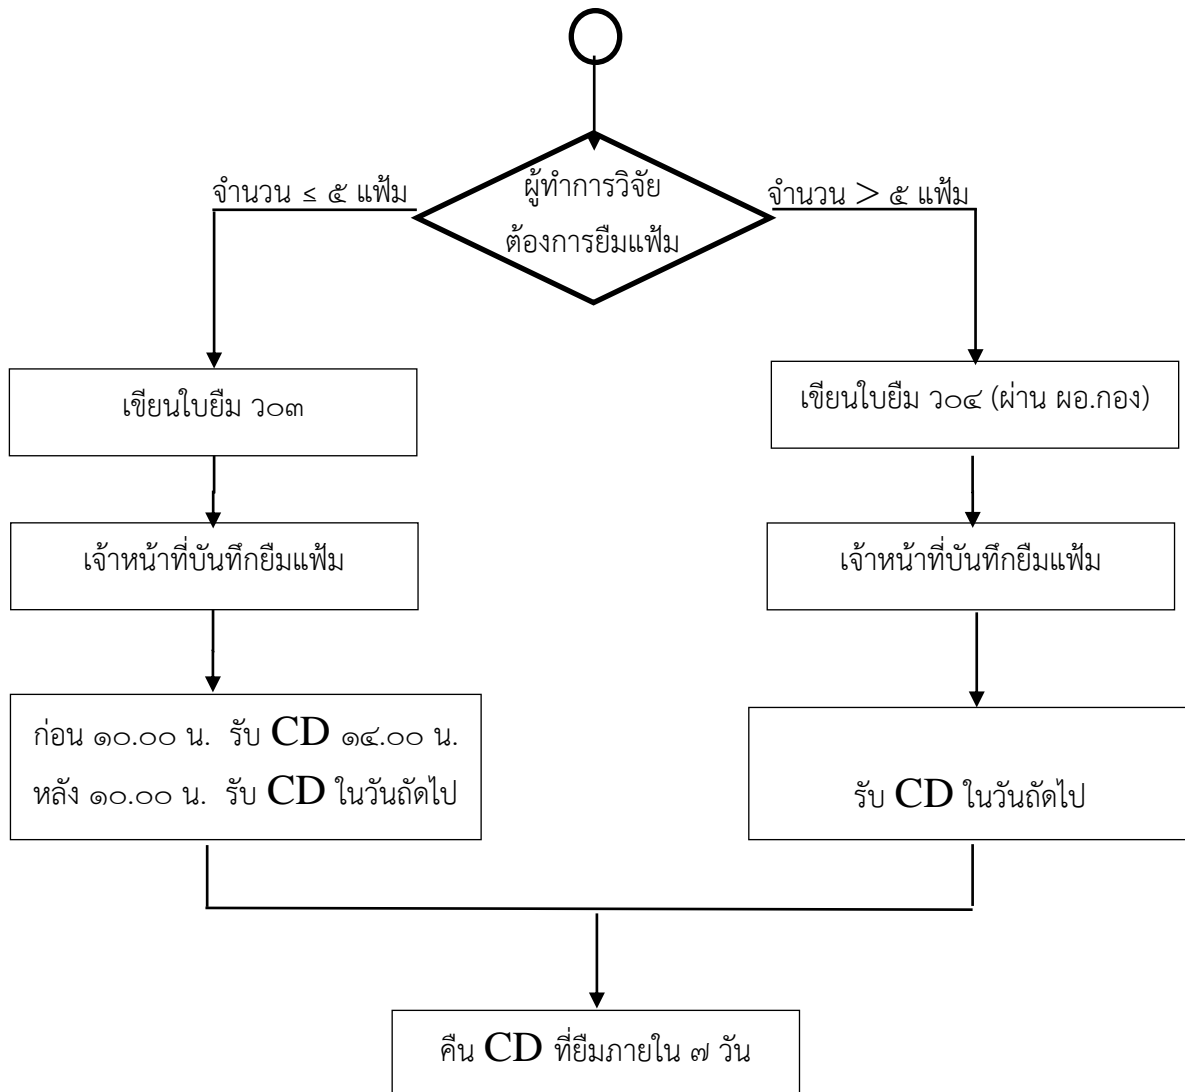 ผู้ทำการวิจัย
ต้องการยืมแฟ้ม
จำนวน ≤ ๕ แฟ้ม
จำนวน > ๕ แฟ้ม
เขียนใบยืม ว๐๓
เขียนใบยืม ว๐๔ (ผ่าน ผอ.กอง)
เจ้าหน้าที่บันทึกยืมแฟ้ม
เจ้าหน้าที่บันทึกยืมแฟ้ม
ก่อน ๑๐.๐๐ น. รับ CD ๑๔.๐๐ น.
หลัง ๑๐.๐๐ น. รับ CD ในวันถัดไป
รับ CD ในวันถัดไป
คืน CD ที่ยืมภายใน ๗ วัน